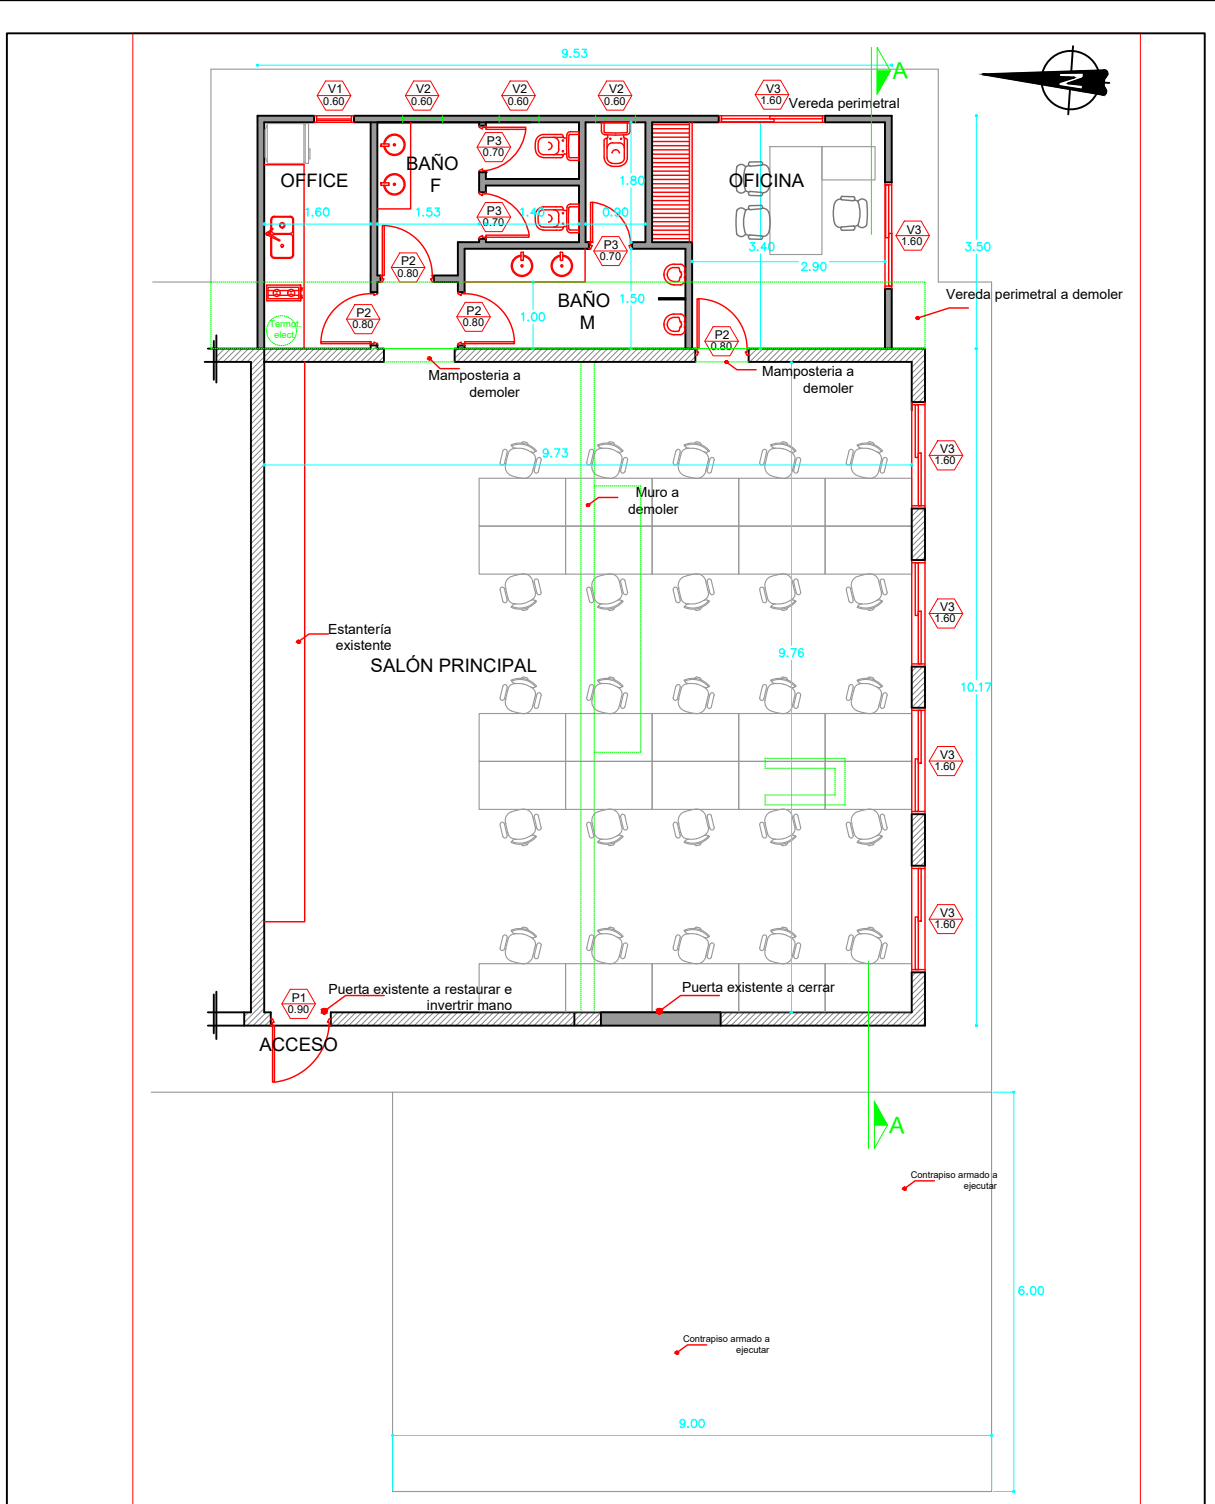 9.53
A
N
V1
0.60
V2
0.60
V2
0.60
V2
0.60
V3
1.60
Vereda perimetral
P3
0.70
BAÑO
F
OFFICE
1.80
OFICINA
1.60
1.53
P3
0.70
1.40
0.90
V3
1.60
3.40
3.50
P3
0.70
P2
0.80
2.90
Vereda perimetral a demoler
BAÑO
M
1.50
1.00
P2
0.80
P2
0.80
Termot.
elect
P2
0.80
Mamposteria a
demoler
Mamposteria a
demoler
9.73
V3
1.60
Muro a
demoler
V3
1.60
Estantería
existente
SALÓN PRINCIPAL
9.76
10.17
V3
1.60
V3
1.60
P1
0.90
Puerta existente a restaurar e
invertrir mano
Puerta existente a cerrar
ACCESO
A
Contrapiso armado a
ejecutar
6.00
Contrapiso armado a
ejecutar
9.00